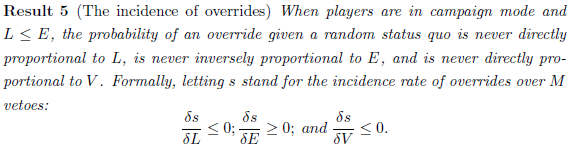 Result 5 (The incidence of overrides) When players are in campaign mode and
L ≤ E, the probability of an override given a random status quo is never directly
proportional to L, is never inversely proportional to E, and is never directly pro-
portional to V. Formally, letting s stand for the incidence rate of overrides over M
vetoes:
δs/δL ≤ 0; δs/δE ≥ 0; and δs/δV ≤ 0.